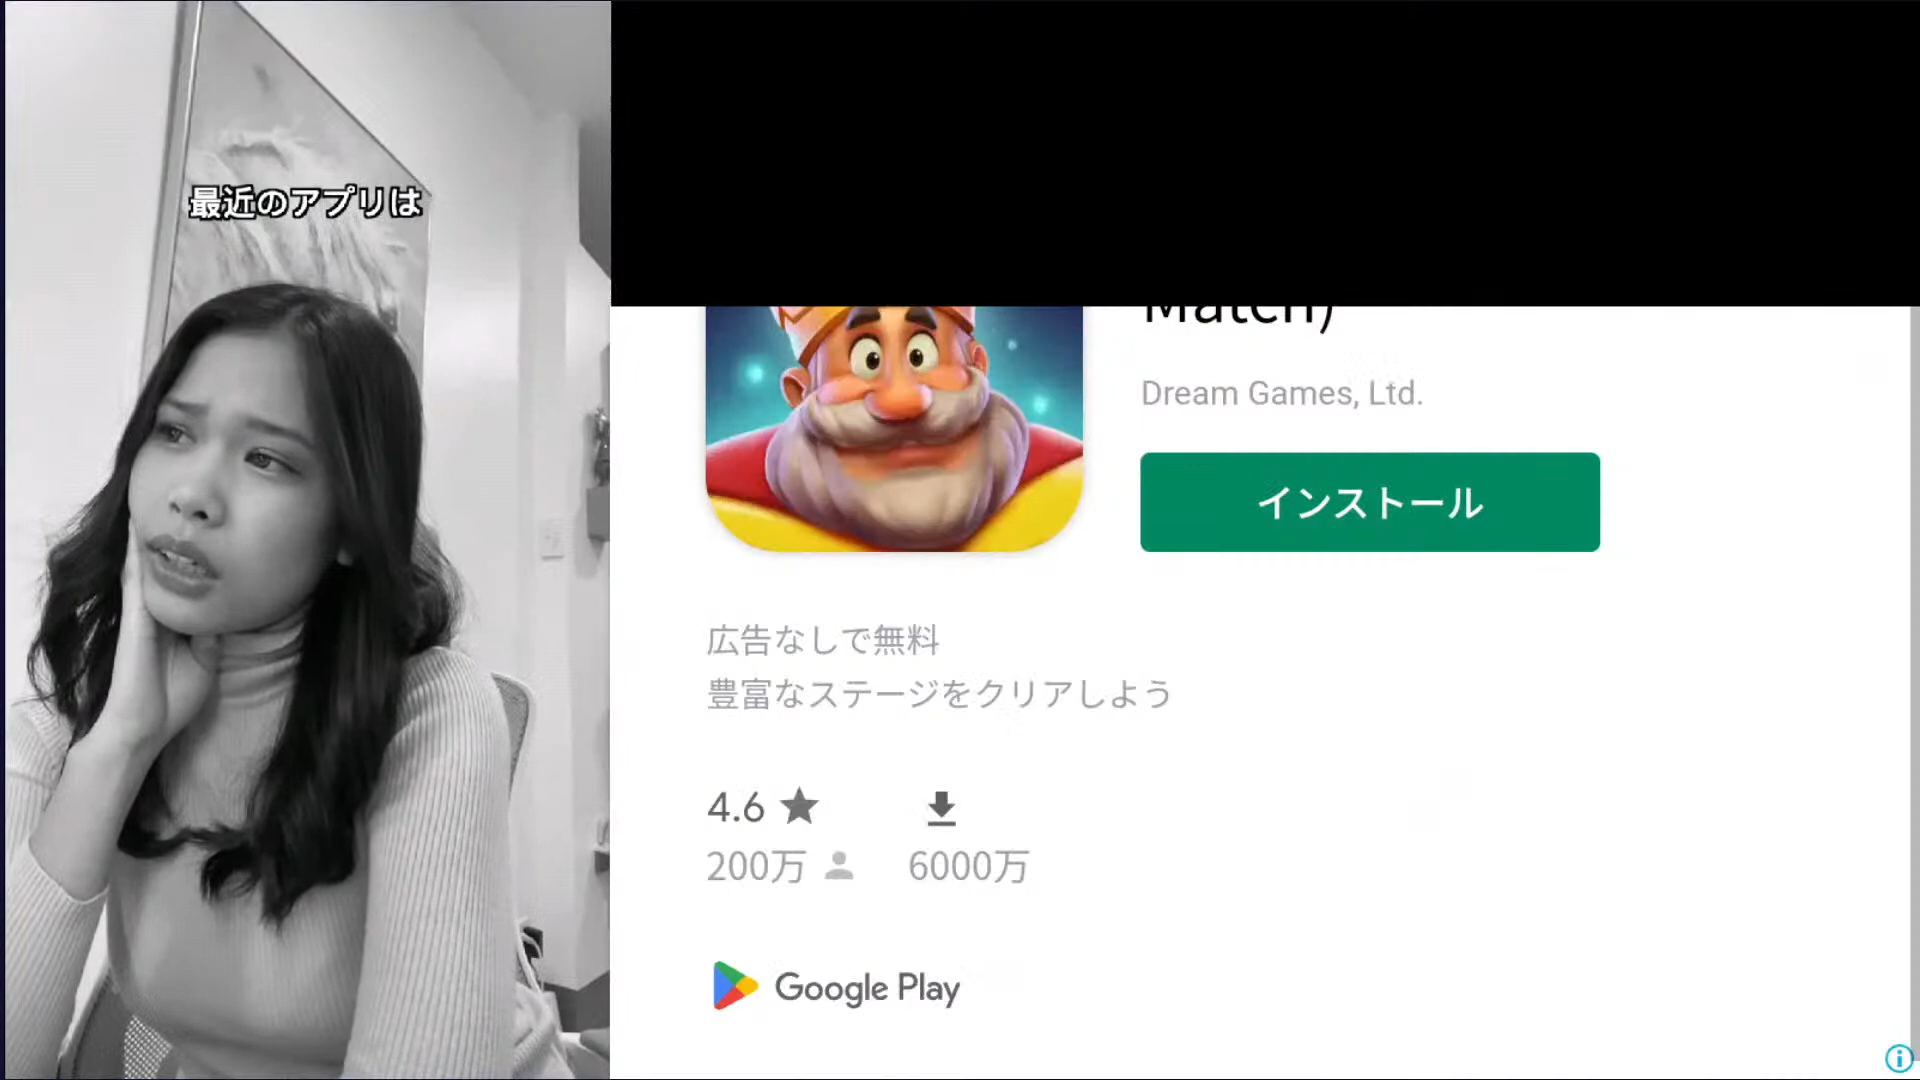 最近のアプリは
Match)
Dream Games, Ltd.
インストール
広告なしで無料
豊富なステージをクリアしよう
4.6
200万
6000万
Google Play